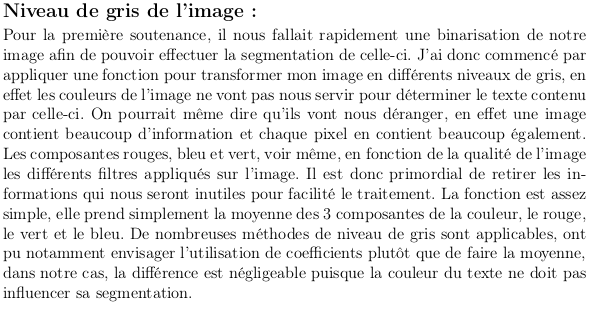 Niveau de gris de l'image :
Pour la première soutenance, il nous fallait rapidement une binarisation de notre
image afin de pouvoir effectuer la segmentation de celle-ci. J'ai donc commencé par
appliquer une fonction pour transformer mon image en différents niveaux de gris, en
effet les couleurs de l'image ne vont pas nous servir pour déterminer le texte contenu
par celle-ci. On pourrait même dire qu'ils vont nous déranger, en effet une image
contient beaucoup d'information et chaque pixel en contient beaucoup également.
Les composantes rouges, bleu et vert, voir même, en fonction de la qualité de l'image
les différents filtres appliqués sur l'image. Il est donc primordial de retirer les in-
formations qui nous seront inutiles pour facilité le traitement. La fonction est assez
simple, elle prend simplement la moyenne des 3 composantes de la couleur, le rouge,
le vert et le bleu. De nombreuses méthodes de niveau de gris sont applicables, ont
pu notamment envisager l'utilisation de coefficients plutôt que de faire la moyenne,
dans notre cas, la différence est négligeable puisque la couleur du texte ne doit pas
influencer sa segmentation.